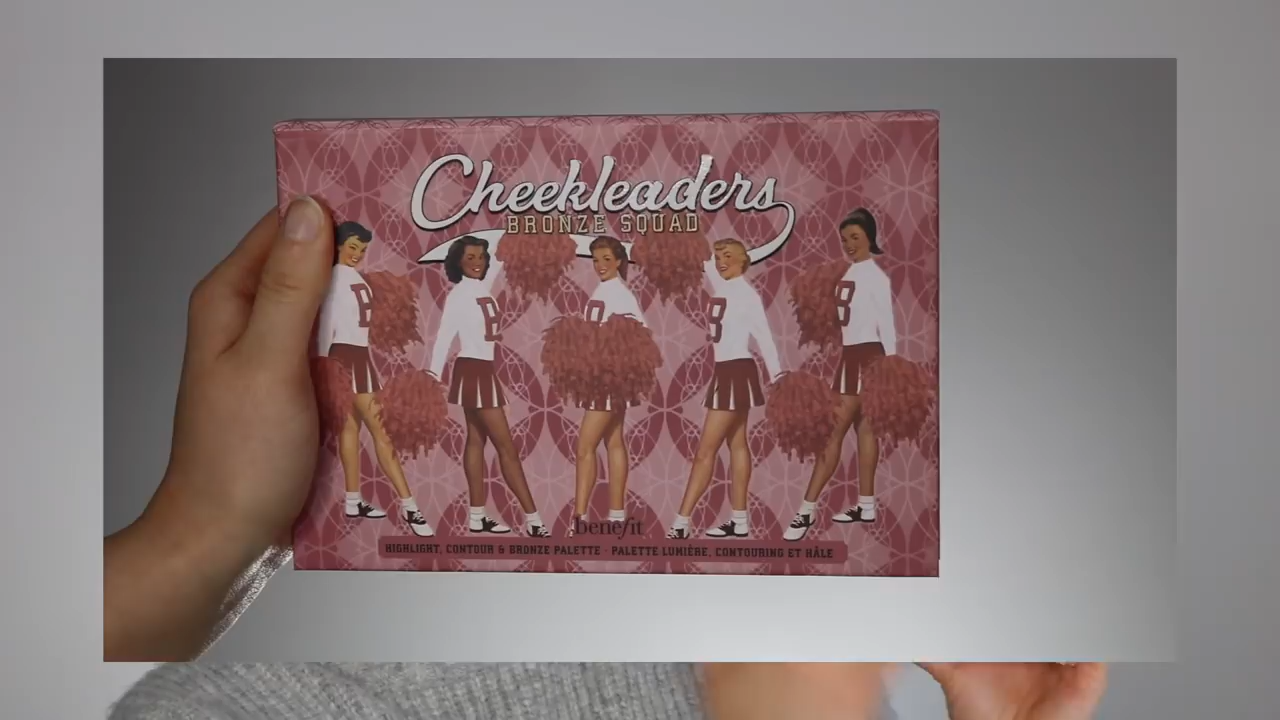 Cheekleaders
BRONZE SQUAD
B
B
B
B
benefit
HIGHLIGHT, CONTOUR & BRONZE PALETTE · PALETTE LUMIÈRE, CONTOURING ET HÂLE